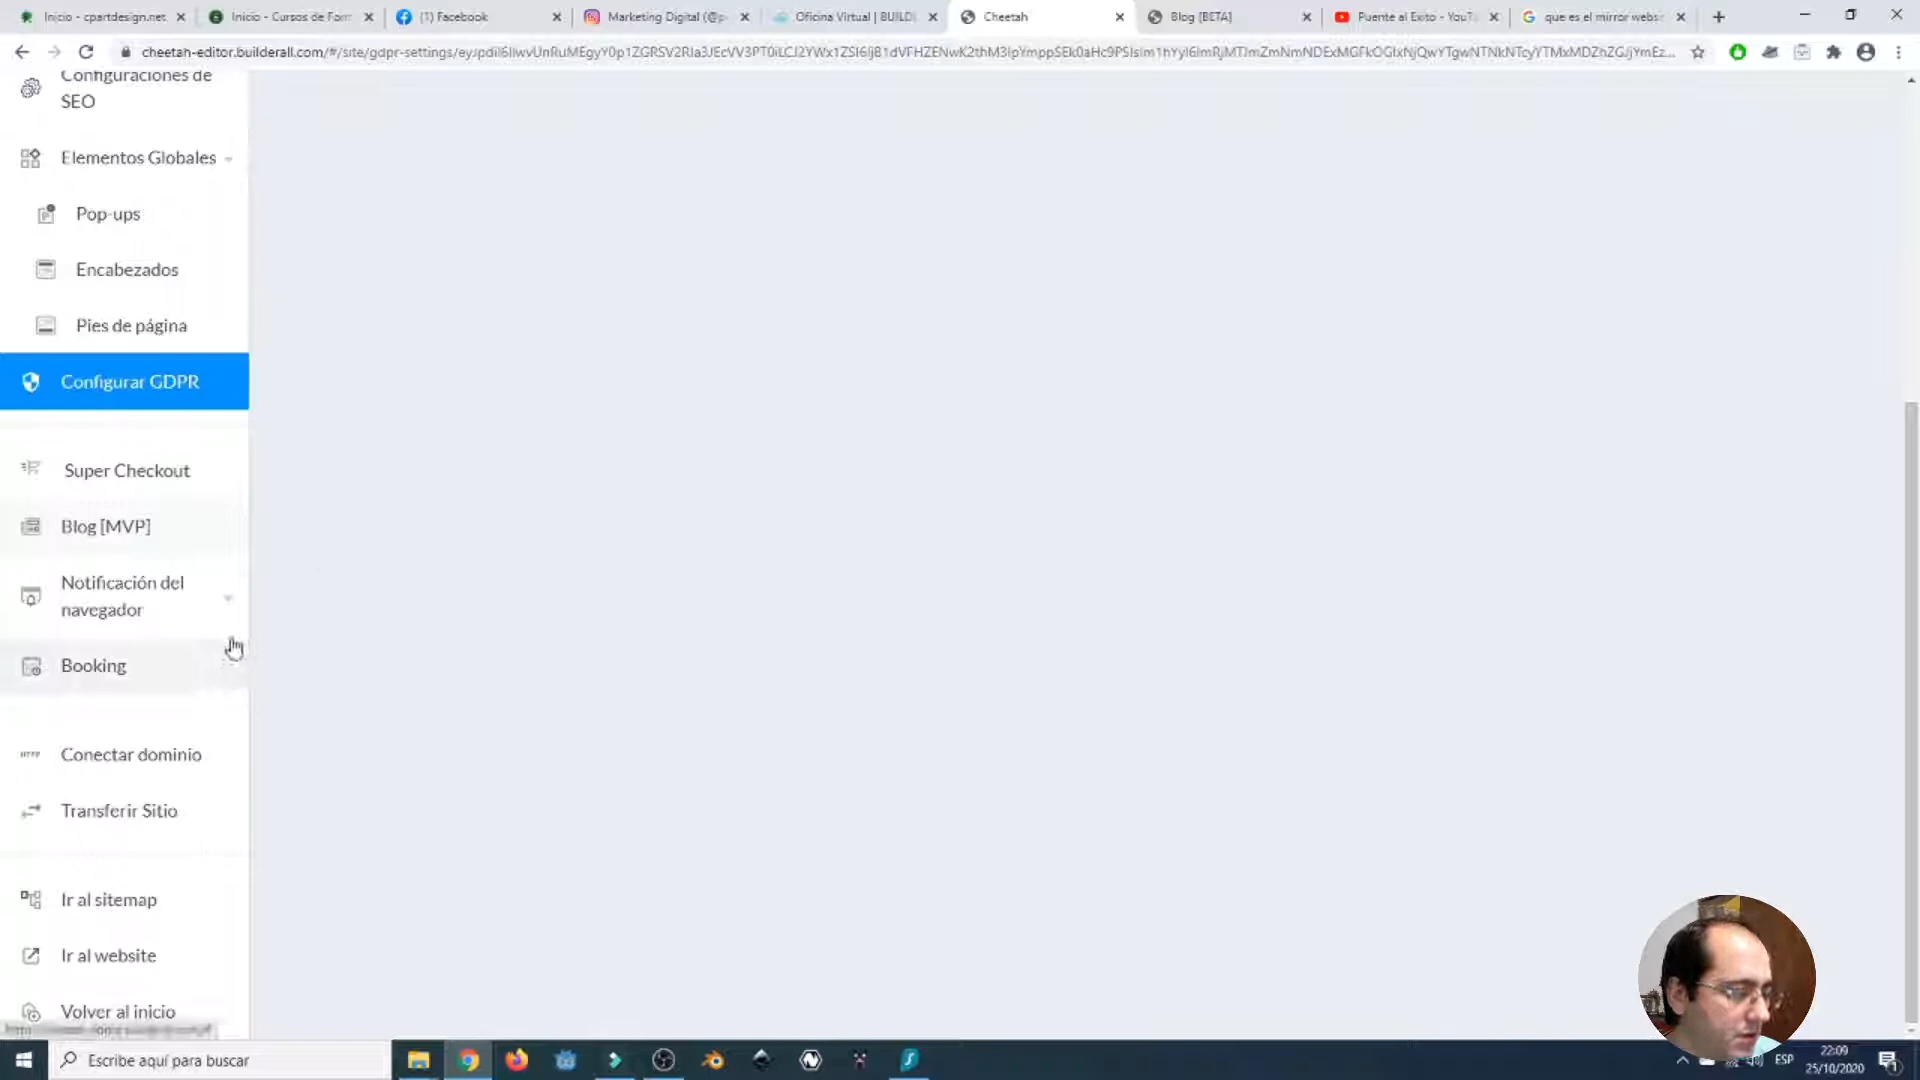 Inicio - cpartdesign.net
Inicio - Cursos de Form
(1) Facebook
Marketing Digital (@p
Oficina Virtual | BUILD
Cheetah
Blog [BETA]
Puente al Exito - YouT
que es el mirror webs
Configuraciones de
SEO
Elementos Globales
Pop-ups
Encabezados
Pies de página
Configurar GDPR
Super Checkout
Blog [MVP]
Notificación del
navegador
Booking
HTTP
Conectar dominio
Transferir Sitio
Ir al sitemap
Ir al website
Volver al inicio
Escribe aquí para buscar
ESP
22:09
25/10/2020